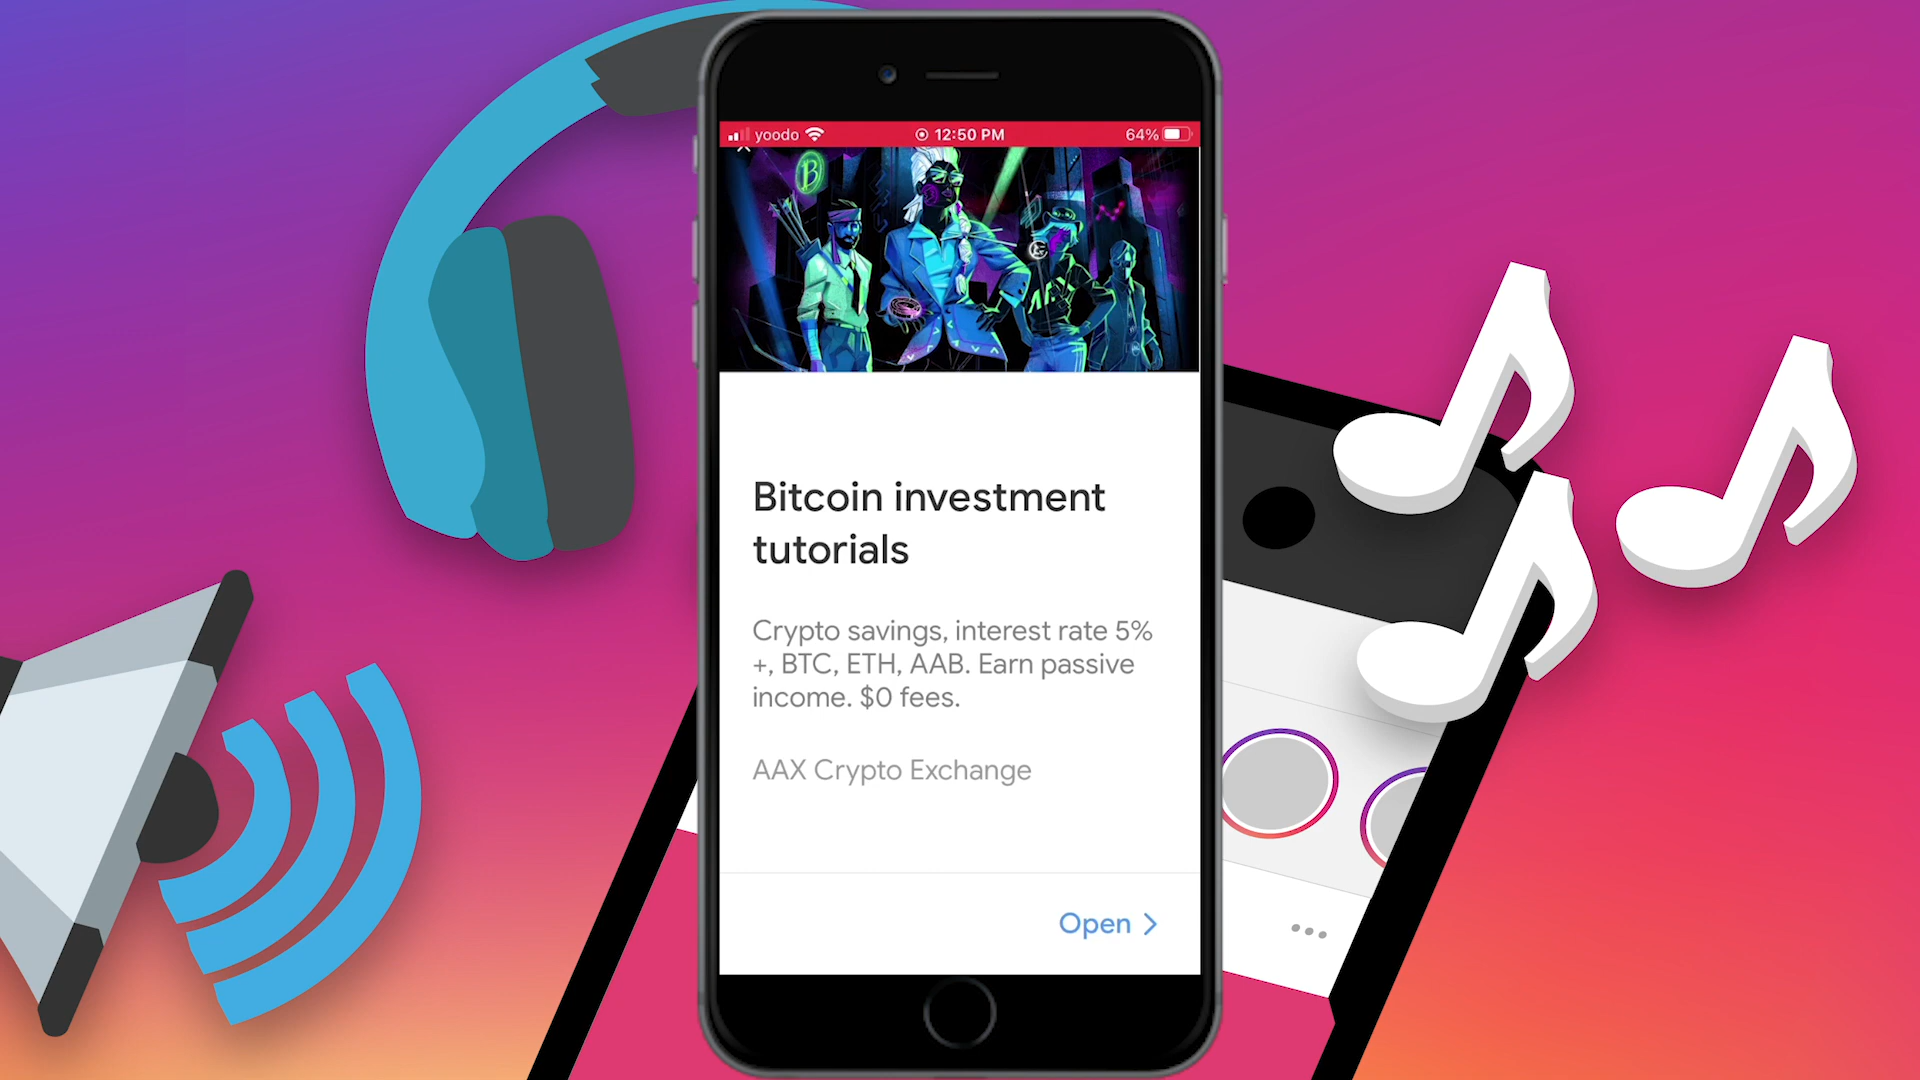 yoodo 12:50 PM 64%
Bitcoin investment
tutorials
Crypto savings, interest rate 5%
+, BTC, ETH, AAB. Earn passive
income. $0 fees.
AAX Crypto Exchange
Open